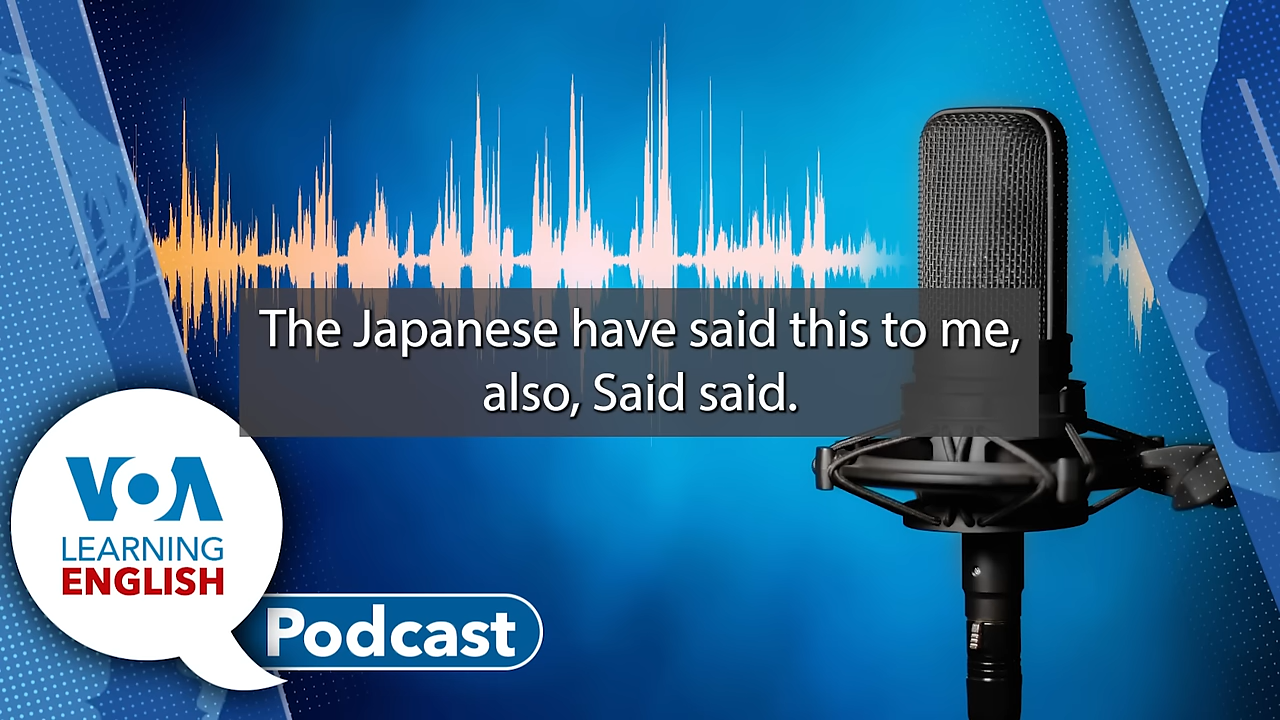 The Japanese have said this to me,
also, Said said.
VOA
LEARNING
ENGLISH
Podcast